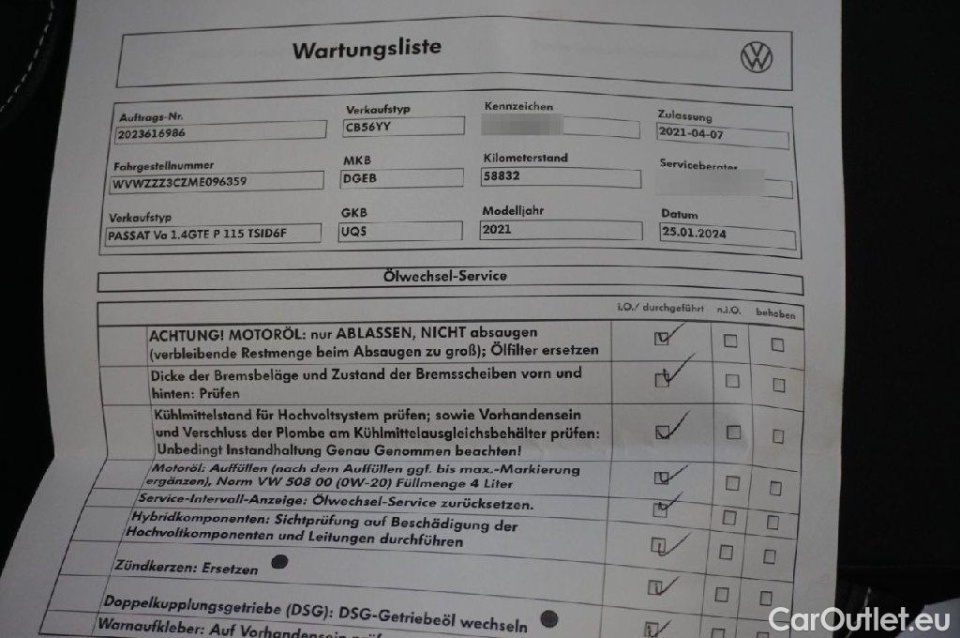 Wartungsliste
Auftrags-Nr.
2023616986
Verkaufstyp
CB56YY
Kennzeichen
Zulassung
2021-04-07
Fahrgestellnummer
WVWZZZ3CZME096359
MKB
DGEB
Kilometerstand
58832
Serviceberater
Verkaufstyp
PASSAT Va 1.4GTE P 115 TSID6F
GKB
UQS
Modelljahr
2021
Datum
25.01.2024
Ölwechsel-Service
i.O./ durchgeführt n.i.O. behoben
ACHTUNG! MOTORÖL: nur ABLASSEN, NICHT absaugen
(verbleibende Restmenge beim Absaugen zu groß); Ölfilter ersetzen
Dicke der Bremsbeläge und Zustand der Bremsscheiben vorn und
hinten: Prüfen
Kühlmittelstand für Hochvoltsystem prüfen; sowie Vorhandensein
und Verschluss der Plombe am Kühlmittelausgleichsbehälter prüfen:
Unbedingt Instandhaltung Genau Genommen beachten!
Motoröl: Auffüllen (nach dem Auffüllen ggf. bis max.-Markierung
ergänzen), Norm VW 508 00 (0W-20) Füllmenge 4 Liter
Service-Intervall-Anzeige: Ölwechsel-Service zurücksetzen.
Hybridkomponenten: Sichtprüfung auf Beschädigung der
Hochvoltkomponenten und Leitungen durchführen
Zündkerzen: Ersetzen
Doppelkupplungsgetriebe (DSG): DSG-Getriebeöl wechseln
Warnaufkleber: Auf Vorhandensein
CarOutlet.eu